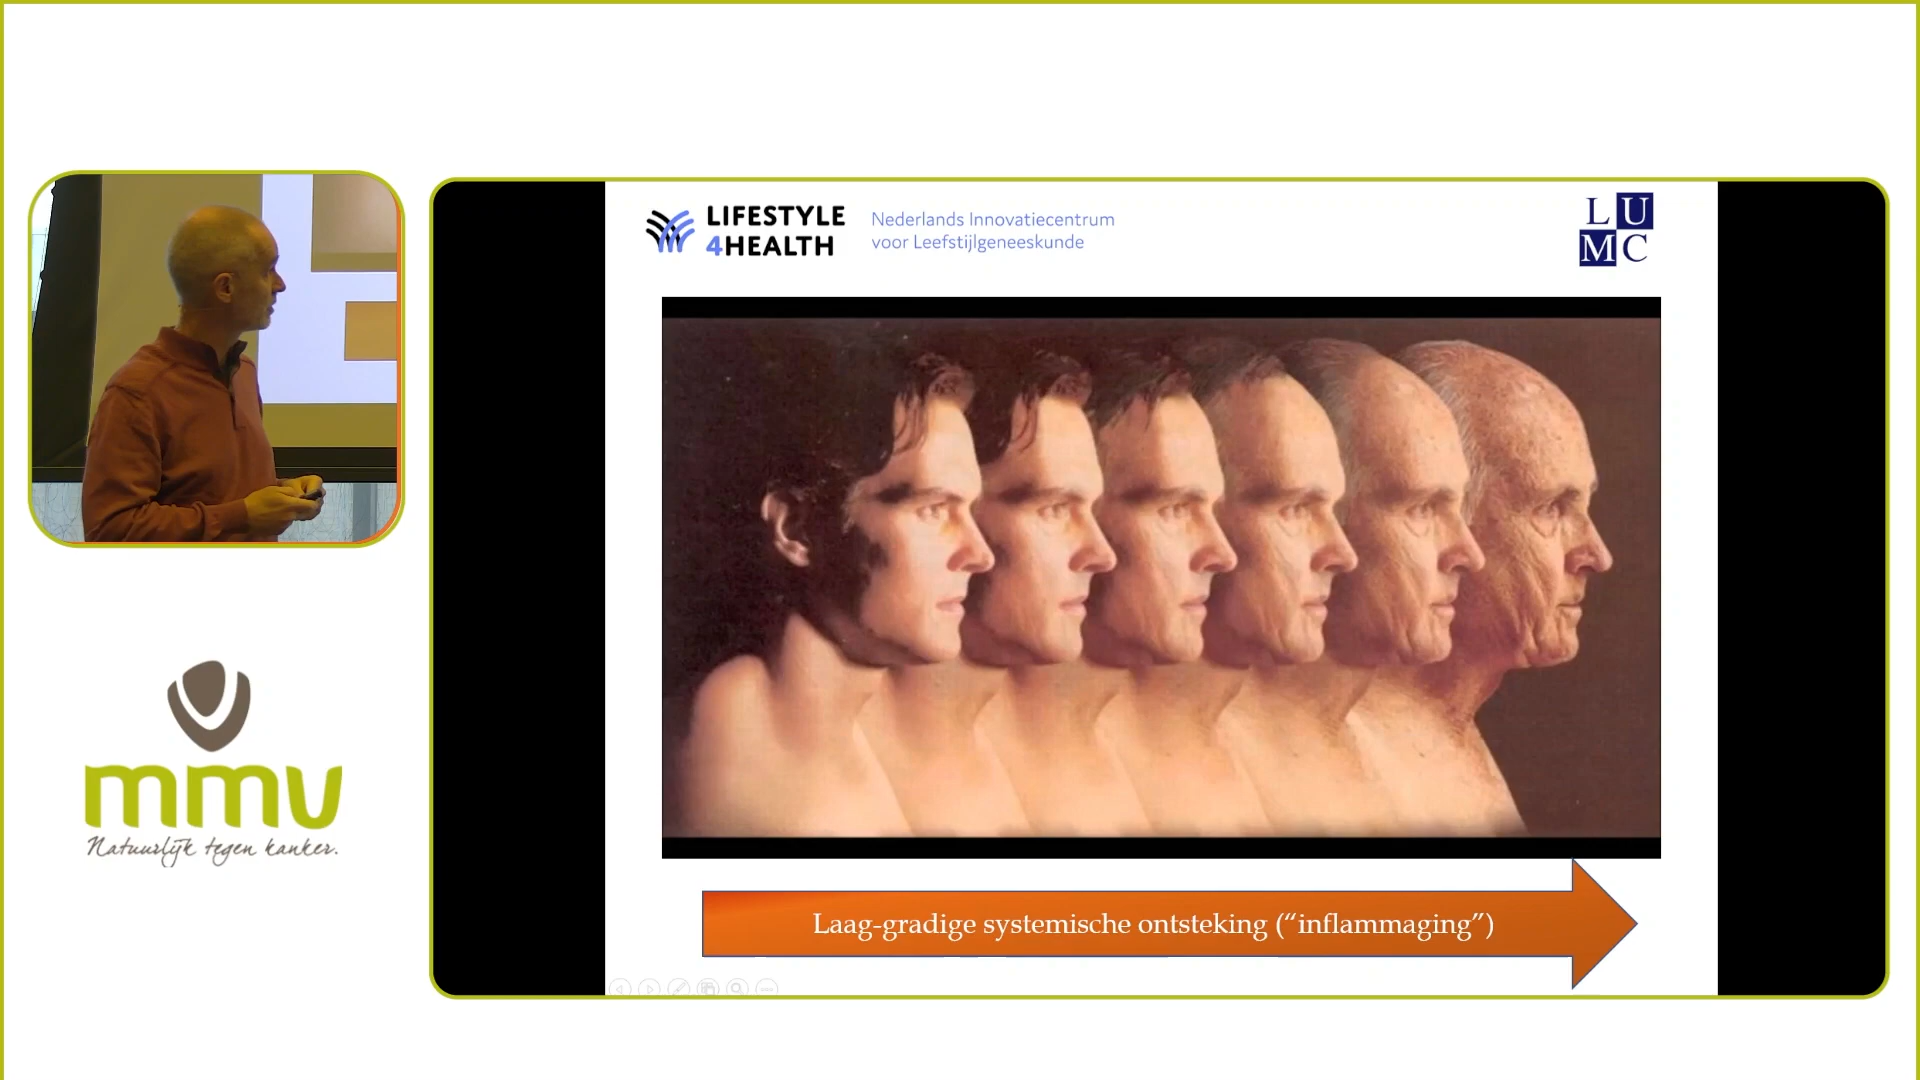 LIFESTYLE
4HEALTH
Nederlands Innovatiecentrum
voor Leefstijlgeneeskunde
L U
M C
mmv
Natuurlijk tegen kanker.
Laag-gradige systemische ontsteking (“inflammaging”)